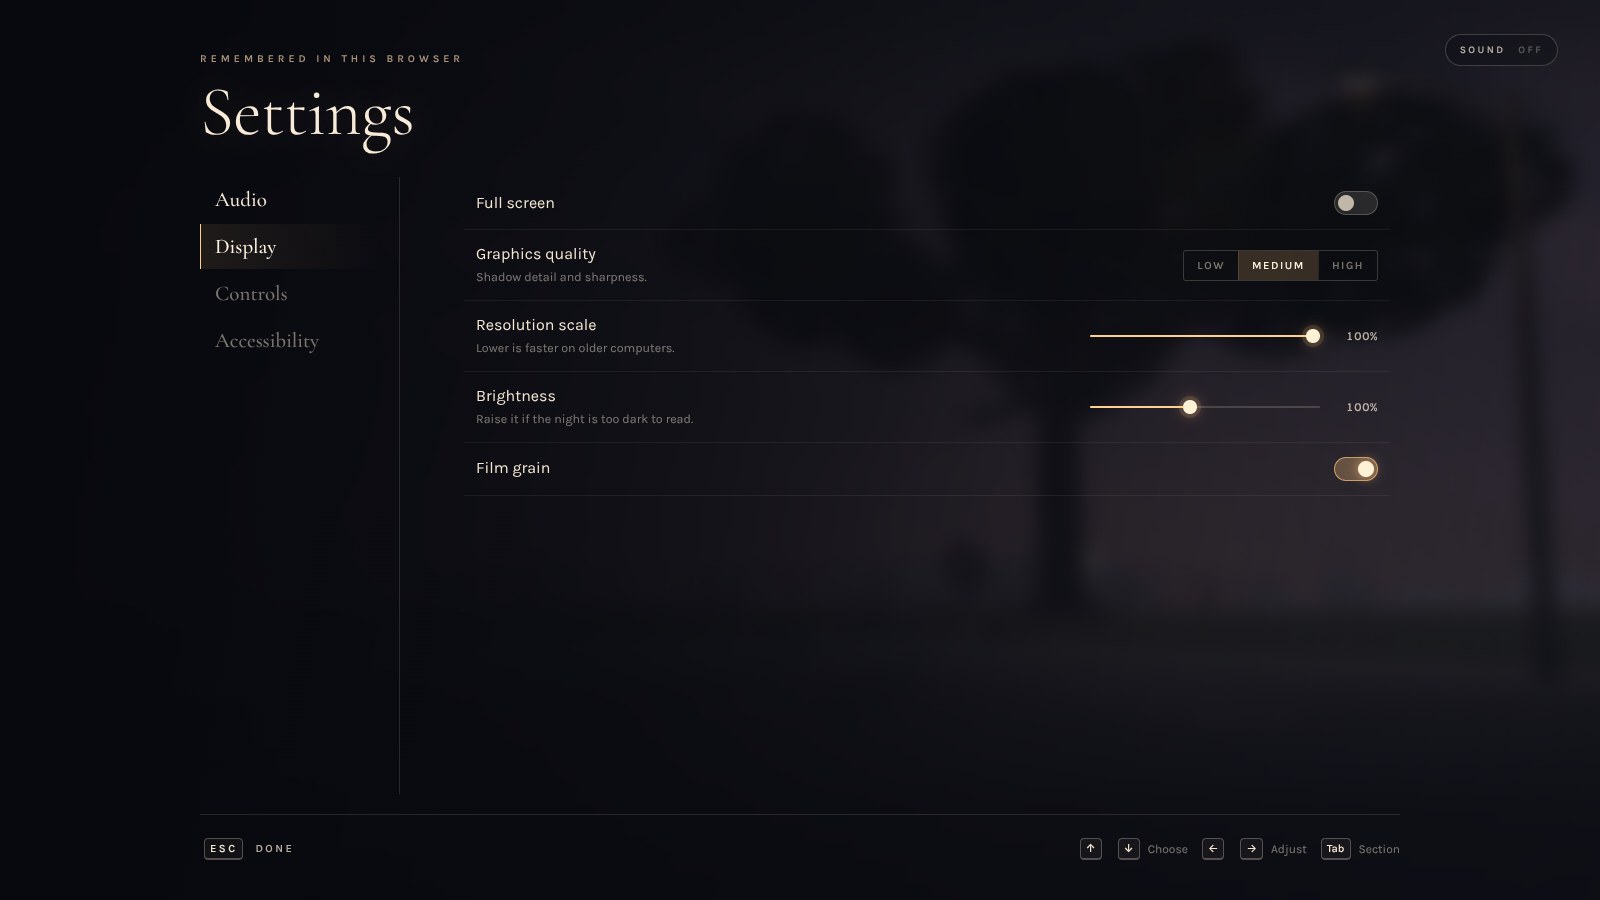 REMEMBERED IN THIS BROWSER
SOUND OFF
Settings
Audio
Display
Controls
Accessibility
Full screen
Graphics quality
Shadow detail and sharpness.
LOW MEDIUM HIGH
Resolution scale
Lower is faster on older computers.
100%
Brightness
Raise it if the night is too dark to read.
100%
Film grain
ESC DONE
↑ ↓ Choose ← → Adjust Tab Section